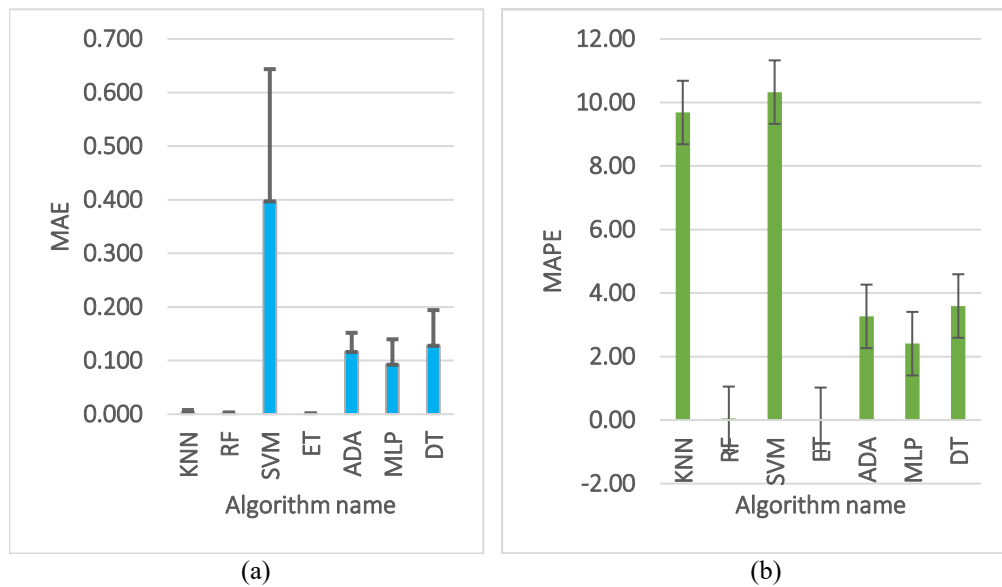 0.700
0.600
0.500
0.400
0.300
0.200
0.100
0.000
MAE
KNN
RF
SVM
ET
ADA
MLP
DT
Algorithm name
(a)
12.00
10.00
8.00
6.00
4.00
2.00
0.00
-2.00
MAPE
KNN
RF
SVM
ET
ADA
MLP
DT
Algorithm name
(b)